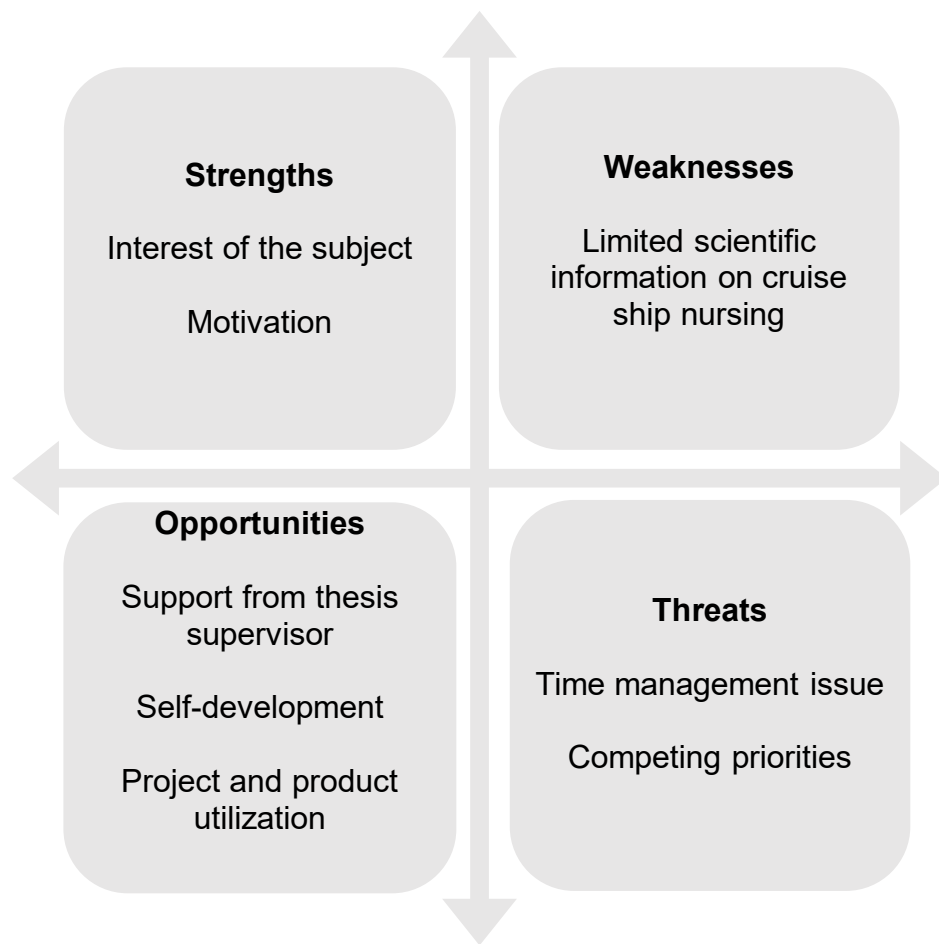 Strengths
Interest of the subject
Motivation
Weaknesses
Limited scientific
information on cruise
ship nursing
Opportunities
Support from thesis
supervisor
Self-development
Project and product
utilization
Threats
Time management issue
Competing priorities